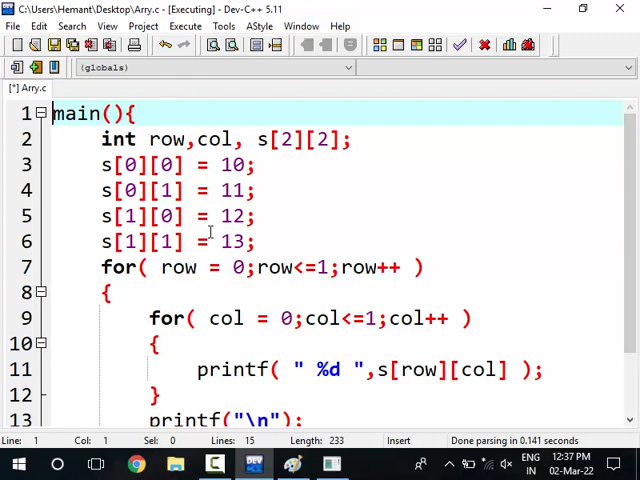 C:\Users\Hemant\Desktop\Arry.c - [Executing] - Dev-C++ 5.11
File Edit Search View Project Execute Tools AStyle Window Help
(globals)
[*] Arry.c
1 main(){
2 int row,col, s[2][2];
3 s[0][0] = 10;
4 s[0][1] = 11;
5 s[1][0] = 12;
6 s[1][1] = 13;
7 for( row = 0;row<=1;row++ )
8 {
9 for( col = 0;col<=1;col++ )
10 {
11 printf( " %d ",s[row][col] );
12 }
13 printf("\n");
Line: 1 Col: 1 Sel: 0 Lines: 15 Length: 233 Insert Done parsing in 0.141 seconds
DEV
ENG
IN
12:37 PM
02-Mar-22